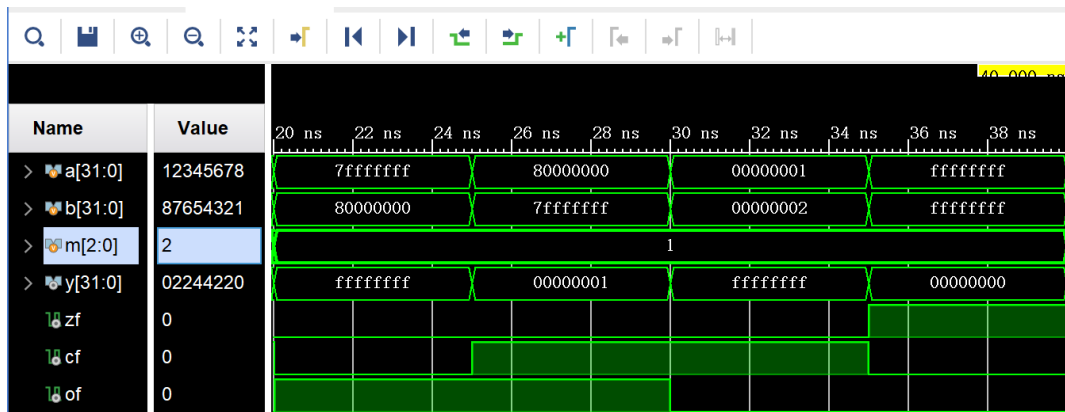 40.000 ns
Name Value 20 ns 22 ns 24 ns 26 ns 28 ns 30 ns 32 ns 34 ns 36 ns 38 ns
a[31:0] 12345678 7fffffff 80000000 00000001 ffffffff
b[31:0] 87654321 80000000 7fffffff 00000002 ffffffff
m[2:0] 2 1
y[31:0] 02244220 ffffffff 00000001 ffffffff 00000000
zf 0
cf 0
of 0